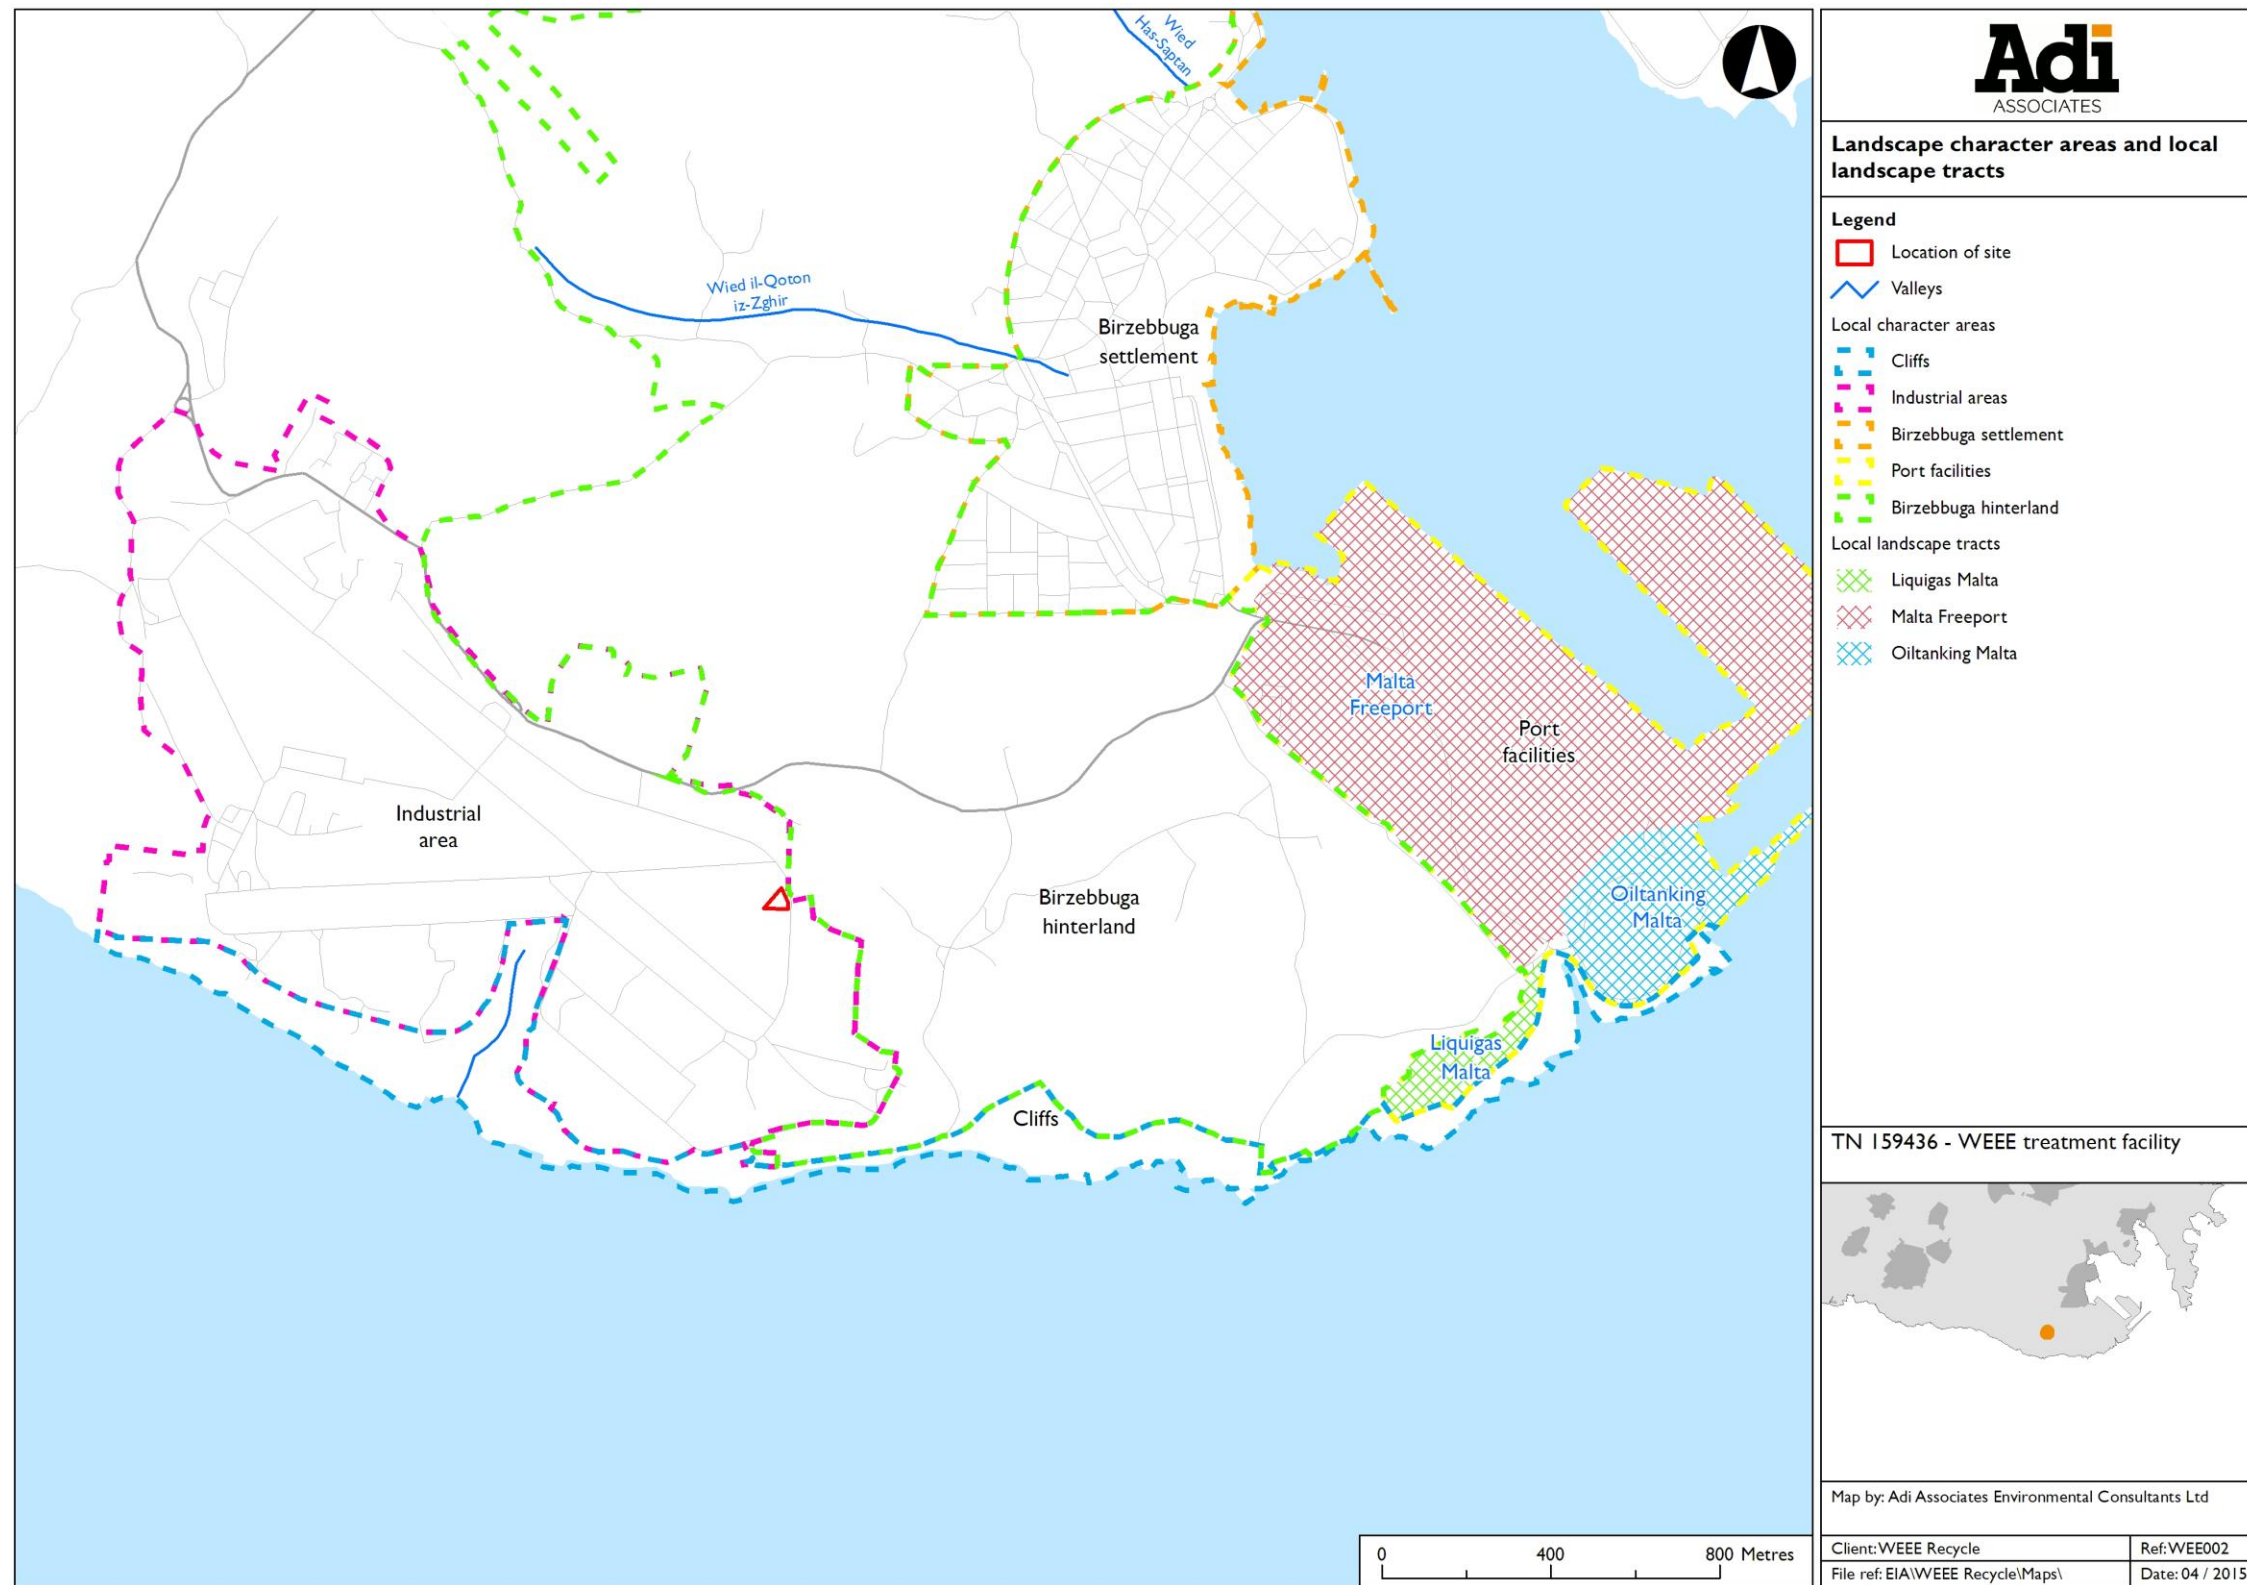 Wied
Has-Saptan
Wied il-Qoton
iz-Zghir
Birzebbuga
settlement
Malta
Freeport
Port
facilities
Industrial
area
Birzebbuga
hinterland
Oiltanking
Malta
Liquigas
Malta
Cliffs
0 400 800 Metres
Adi
ASSOCIATES
Landscape character areas and local
landscape tracts
Legend
Location of site
Valleys
Local character areas
Cliffs
Industrial areas
Birzebbuga settlement
Port facilities
Birzebbuga hinterland
Local landscape tracts
Liquigas Malta
Malta Freeport
Oiltanking Malta
TN 159436 - WEEE treatment facility
Map by: Adi Associates Environmental Consultants Ltd
Client: WEEE Recycle Ref: WEE002
File ref: EIA\WEEE Recycle\Maps\ Date: 04 / 2015